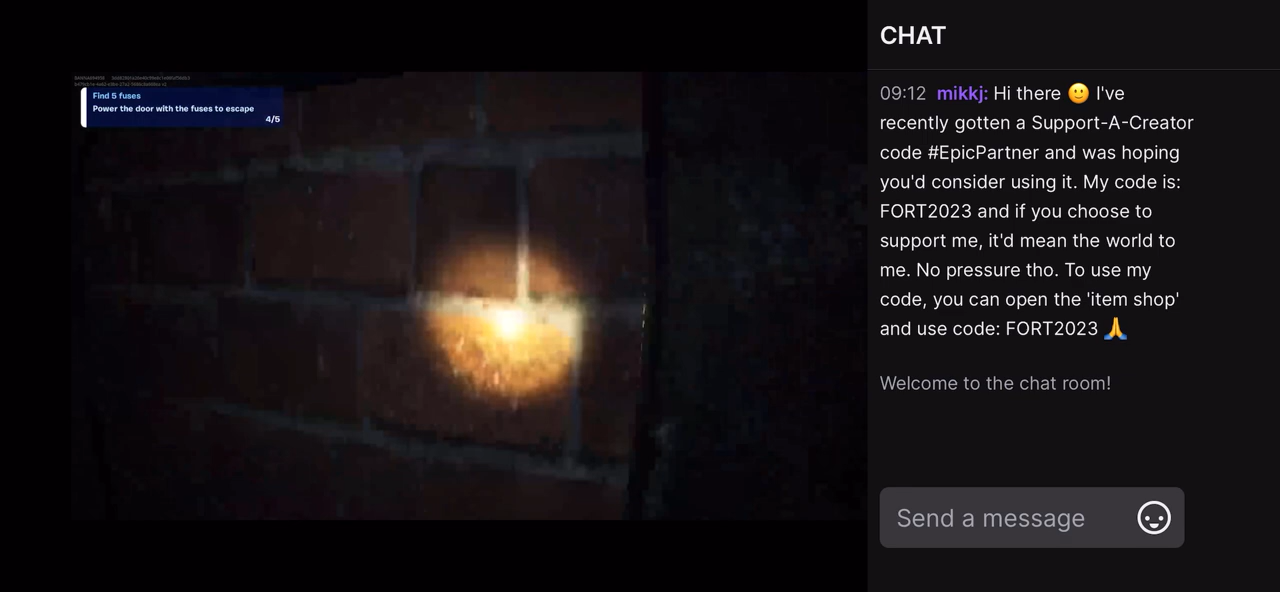 Find 5 fuses
Power the door with the fuses to escape
4/5
CHAT
09:12 mikkj: Hi there 🙂 I've
recently gotten a Support-A-Creator
code #EpicPartner and was hoping
you'd consider using it. My code is:
FORT2023 and if you choose to
support me, it'd mean the world to
me. No pressure tho. To use my
code, you can open the 'item shop'
and use code: FORT2023 🙏
Welcome to the chat room!
Send a message